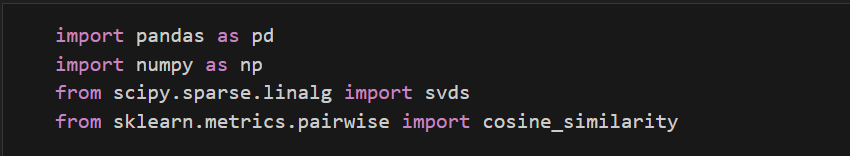 import pandas as pd
import numpy as np
from scipy.sparse.linalg import svds
from sklearn.metrics.pairwise import cosine_similarity